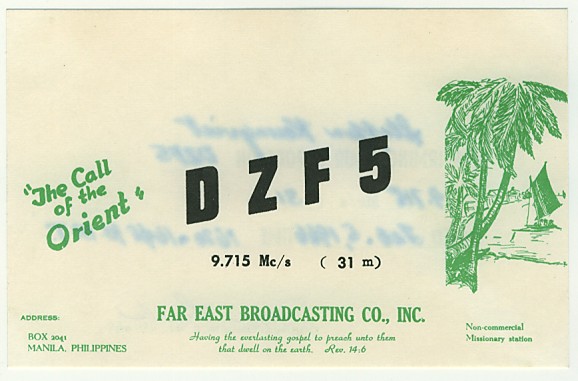 "The Call
of the
Orient"
DZF5
9.715 Mc/s ( 31 m)
FAR EAST BROADCASTING CO., INC.
Having the everlasting gospel to preach unto them
that dwell on the earth. Rev. 14:6
ADDRESS:
BOX 2041
MANILA, PHILIPPINES
Non-commercial
Missionary station